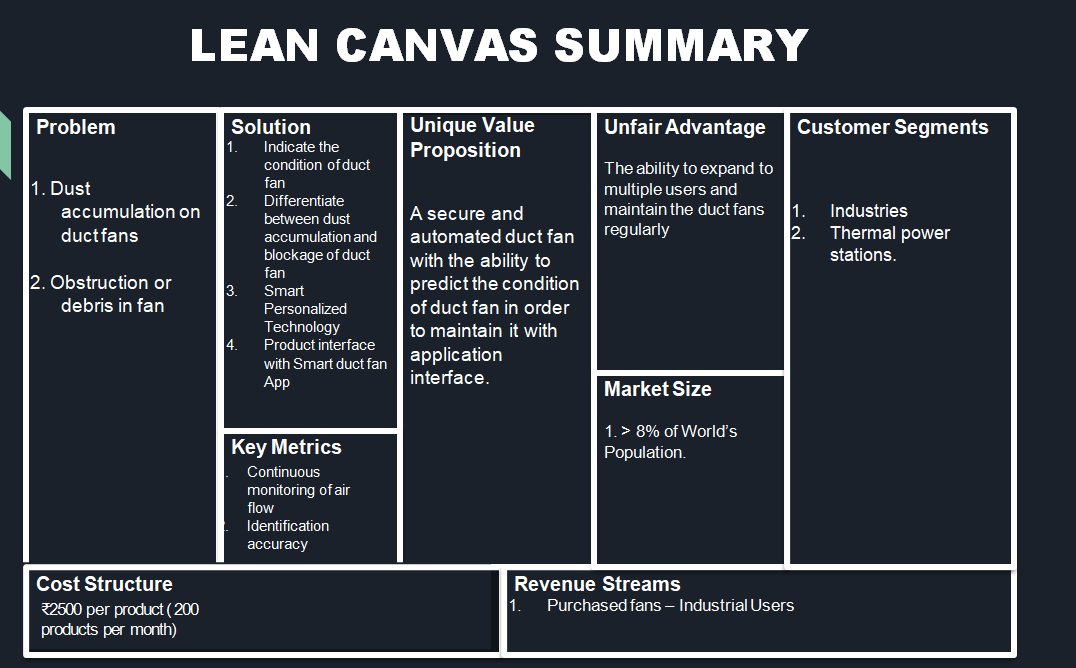 LEAN CANVAS SUMMARY
Problem
1. Dust
accumulation on
duct fans
2. Obstruction or
debris in fan
Solution
1. Indicate the
condition of duct
fan
2. Differentiate
between dust
accumulation and
blockage of duct
fan
3. Smart
Personalized
Technology
4. Product interface
with Smart duct fan
App
Key Metrics
. Continuous
monitoring of air
flow
2. Identification
accuracy
Unique Value
Proposition
A secure and
automated duct fan
with the ability to
predict the condition
of duct fan in order
to maintain it with
application
interface.
Unfair Advantage
The ability to expand to
multiple users and
maintain the duct fans
regularly
Market Size
1. > 8% of World’s
Population.
Customer Segments
1. Industries
2. Thermal power
stations.
Cost Structure
₹2500 per product ( 200
products per month)
Revenue Streams
1. Purchased fans – Industrial Users